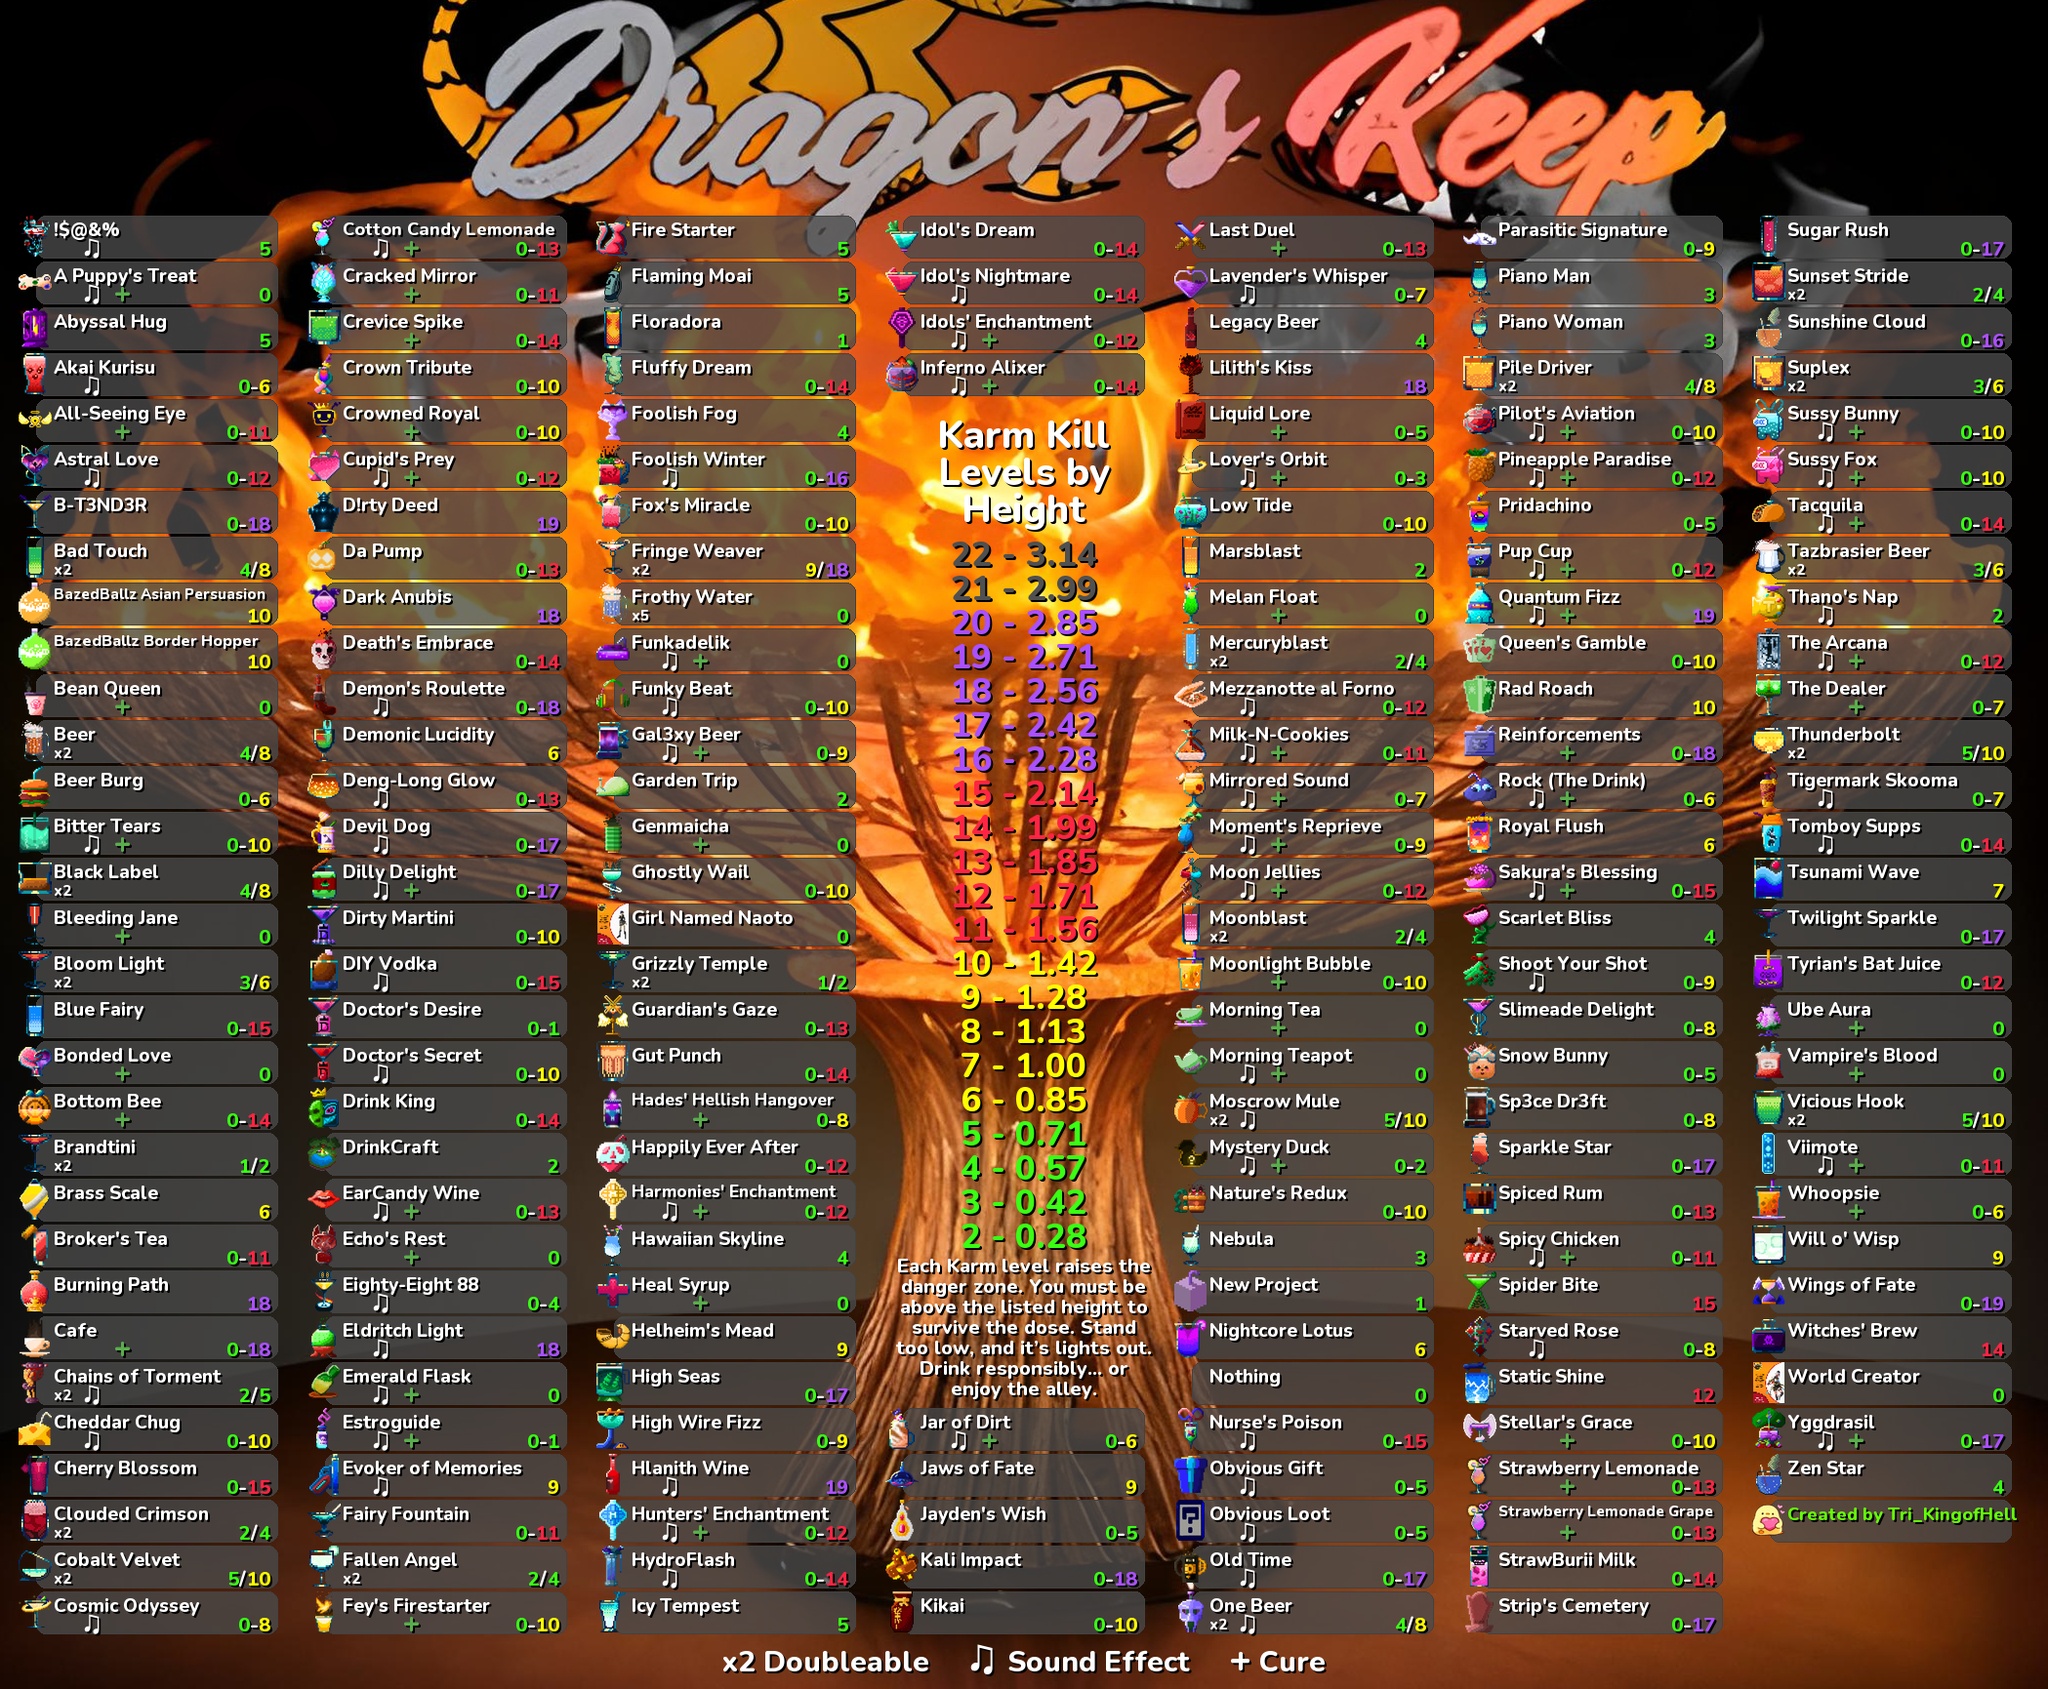 Dragon's Keep
!$@&%
♫ 5
A Puppy's Treat
♫ + 0
Abyssal Hug
5
Akai Kurisu
♫ 0-6
All-Seeing Eye
+ 0-11
Astral Love
♫ 0-12
B-T3ND3R
0-18
Bad Touch
x2 4/8
BazedBallz Asian Persuasion
10
BazedBallz Border Hopper
10
Bean Queen
+ 0
Beer
x2 4/8
Beer Burg
0-6
Bitter Tears
♫ + 0-10
Black Label
x2 4/8
Bleeding Jane
+ 0
Bloom Light
x2 3/6
Blue Fairy
0-15
Bonded Love
+ 0
Bottom Bee
+ 0-14
Brandtini
x2 1/2
Brass Scale
6
Broker's Tea
0-11
Burning Path
18
Cafe
+ 0-18
Chains of Torment
x2 ♫ 2/5
Cheddar Chug
♫ 0-10
Cherry Blossom
0-15
Clouded Crimson
x2 2/4
Cobalt Velvet
x2 5/10
Cosmic Odyssey
♫ 0-8
Cotton Candy Lemonade
♫ + 0-13
Cracked Mirror
+ 0-11
Crevice Spike
+ 0-14
Crown Tribute
0-10
Crowned Royal
+ 0-10
Cupid's Prey
♫ + 0-12
D!rty Deed
19
Da Pump
0-13
Dark Anubis
18
Death's Embrace
0-14
Demon's Roulette
♫ 0-18
Demonic Lucidity
6
Deng-Long Glow
♫ 0-13
Devil Dog
♫ 0-17
Dilly Delight
♫ + 0-17
Dirty Martini
0-10
DIY Vodka
♫ 0-15
Doctor's Desire
0-1
Doctor's Secret
♫ 0-10
Drink King
0-14
DrinkCraft
2
EarCandy Wine
♫ + 0-13
Echo's Rest
+ 0
Eighty-Eight 88
♫ 0-4
Eldritch Light
♫ 18
Emerald Flask
♫ + 0
Estroguide
♫ + 0-1
Evoker of Memories
♫ 9
Fairy Fountain
0-11
Fallen Angel
x2 2/4
Fey's Firestarter
+ 0-10
Fire Starter
5
Flaming Moai
5
Floradora
1
Fluffy Dream
0-14
Foolish Fog
4
Foolish Winter
♫ 0-16
Fox's Miracle
0-10
Fringe Weaver
x2 9/18
Frothy Water
x5 0
Funkadelik
♫ + 0
Funky Beat
♫ 0-10
Gal3xy Beer
♫ + 0-9
Garden Trip
2
Genmaicha
+ 0
Ghostly Wail
0-10
Girl Named Naoto
0
Grizzly Temple
x2 1/2
Guardian's Gaze
0-13
Gut Punch
0-14
Hades' Hellish Hangover
+ 0-8
Happily Ever After
0-12
Harmonies' Enchantment
♫ + 0-12
Hawaiian Skyline
4
Heal Syrup
+ 0
Helheim's Mead
9
High Seas
0-17
High Wire Fizz
0-9
Hlanith Wine
19
Hunters' Enchantment
♫ + 0-12
HydroFlash
♫ 0-14
Icy Tempest
5
Idol's Dream
0-14
Idol's Nightmare
♫ 0-14
Idols' Enchantment
♫ + 0-12
Inferno Alixer
♫ + 0-14
Karm Kill
Levels by
Height
22 - 3.14
21 - 2.99
20 - 2.85
19 - 2.71
18 - 2.56
17 - 2.42
16 - 2.28
15 - 2.14
14 - 1.99
13 - 1.85
12 - 1.71
11 - 1.56
10 - 1.42
9 - 1.28
8 - 1.13
7 - 1.00
6 - 0.85
5 - 0.71
4 - 0.57
3 - 0.42
2 - 0.28
Each Karm level raises the
danger zone. You must be
above the listed height to
survive the dose. Stand
too low, and it's lights out.
Drink responsibly... or
enjoy the alley.
Jar of Dirt
♫ + 0-6
Jaws of Fate
9
Jayden's Wish
0-5
Kali Impact
0-18
Kikai
0-10
Last Duel
+ 0-13
Lavender's Whisper
♫ 0-7
Legacy Beer
4
Lilith's Kiss
18
Liquid Lore
+ 0-5
Lover's Orbit
♫ + 0-3
Low Tide
0-10
Marsblast
2
Melan Float
+ 0
Mercuryblast
x2 2/4
Mezzanotte al Forno
♫ 0-12
Milk-N-Cookies
♫ + 0-11
Mirrored Sound
♫ + 0-7
Moment's Reprieve
♫ + 0-9
Moon Jellies
♫ + 0-12
Moonblast
x2 2/4
Moonlight Bubble
+ 0-10
Morning Tea
+ 0
Morning Teapot
♫ + 0
Moscrow Mule
x2 ♫ 5/10
Mystery Duck
♫ + 0-2
Nature's Redux
0-10
Nebula
3
New Project
1
Nightcore Lotus
6
Nothing
0
Nurse's Poison
♫ 0-15
Obvious Gift
♫ 0-5
Obvious Loot
♫ 0-5
Old Time
♫ 0-17
One Beer
x2 ♫ 4/8
Parasitic Signature
0-9
Piano Man
3
Piano Woman
3
Pile Driver
x2 4/8
Pilot's Aviation
♫ + 0-10
Pineapple Paradise
♫ + 0-12
Pridachino
0-5
Pup Cup
♫ + 0-12
Quantum Fizz
♫ + 19
Queen's Gamble
0-10
Rad Roach
10
Reinforcements
+ 0-18
Rock (The Drink)
♫ + 0-6
Royal Flush
6
Sakura's Blessing
♫ + 0-15
Scarlet Bliss
4
Shoot Your Shot
♫ 0-9
Slimeade Delight
0-8
Snow Bunny
0-5
Sp3ce Dr3ft
0-8
Sparkle Star
0-17
Spiced Rum
0-13
Spicy Chicken
♫ + 0-11
Spider Bite
15
Starved Rose
♫ 0-8
Static Shine
12
Stellar's Grace
+ 0-10
Strawberry Lemonade
+ 0-13
Strawberry Lemonade Grape
+ 0-13
StrawBurii Milk
0-14
Strip's Cemetery
0-17
Sugar Rush
0-17
Sunset Stride
x2 2/4
Sunshine Cloud
0-16
Suplex
x2 3/6
Sussy Bunny
♫ + 0-10
Sussy Fox
♫ + 0-10
Tacquila
♫ + 0-14
Tazbrasier Beer
x2 3/6
Thano's Nap
♫ 2
The Arcana
♫ + 0-12
The Dealer
+ 0-7
Thunderbolt
x2 5/10
Tigermark Skooma
♫ 0-7
Tomboy Supps
♫ 0-14
Tsunami Wave
7
Twilight Sparkle
0-17
Tyrian's Bat Juice
0-12
Ube Aura
+ 0
Vampire's Blood
+ 0
Vicious Hook
x2 5/10
Viimote
♫ + 0-11
Whoopsie
+ 0-6
Will o' Wisp
9
Wings of Fate
0-19
Witches' Brew
14
World Creator
0
Yggdrasil
♫ + 0-17
Zen Star
4
Created by Tri_KingofHell
x2 Doubleable ♫ Sound Effect + Cure